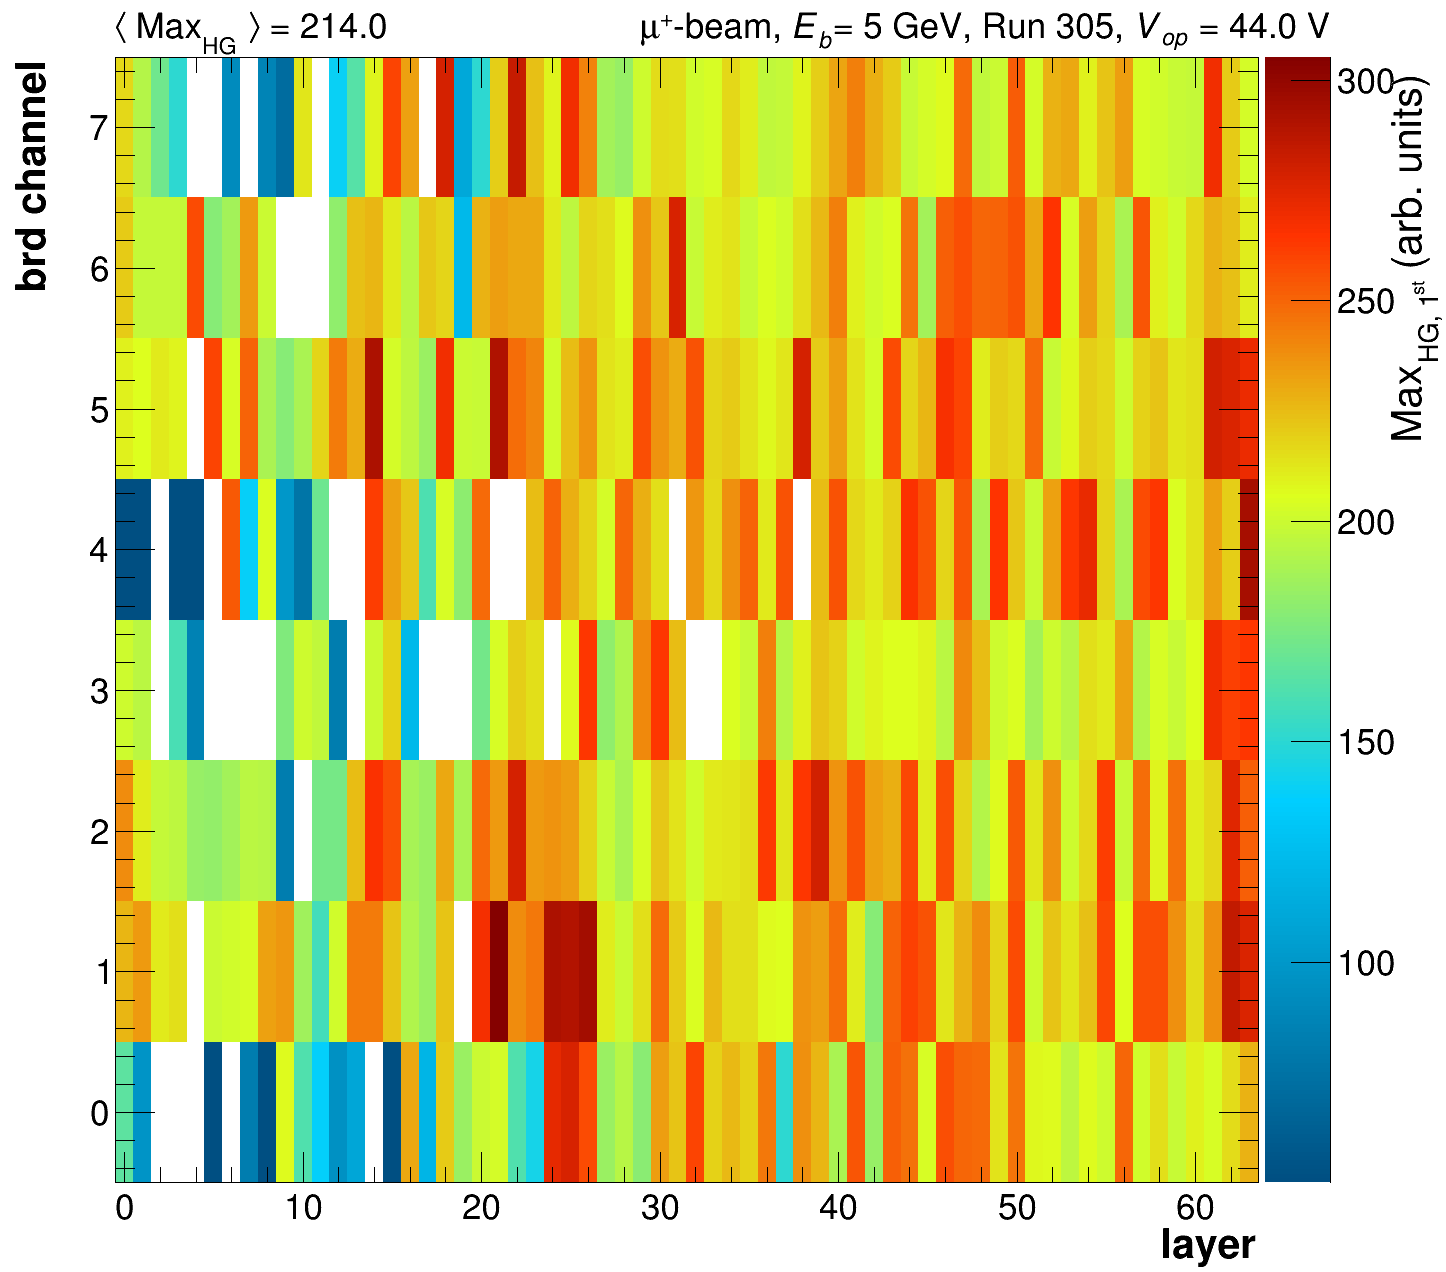 ⟨ Max_HG ⟩ = 214.0
μ⁺-beam, E_b= 5 GeV, Run 305, V_op = 44.0 V
brd channel
7
6
5
4
3
2
1
0
0 10 20 30 40 50 60
layer
300
250
200
150
100
Max_HG, 1ˢᵗ (arb. units)